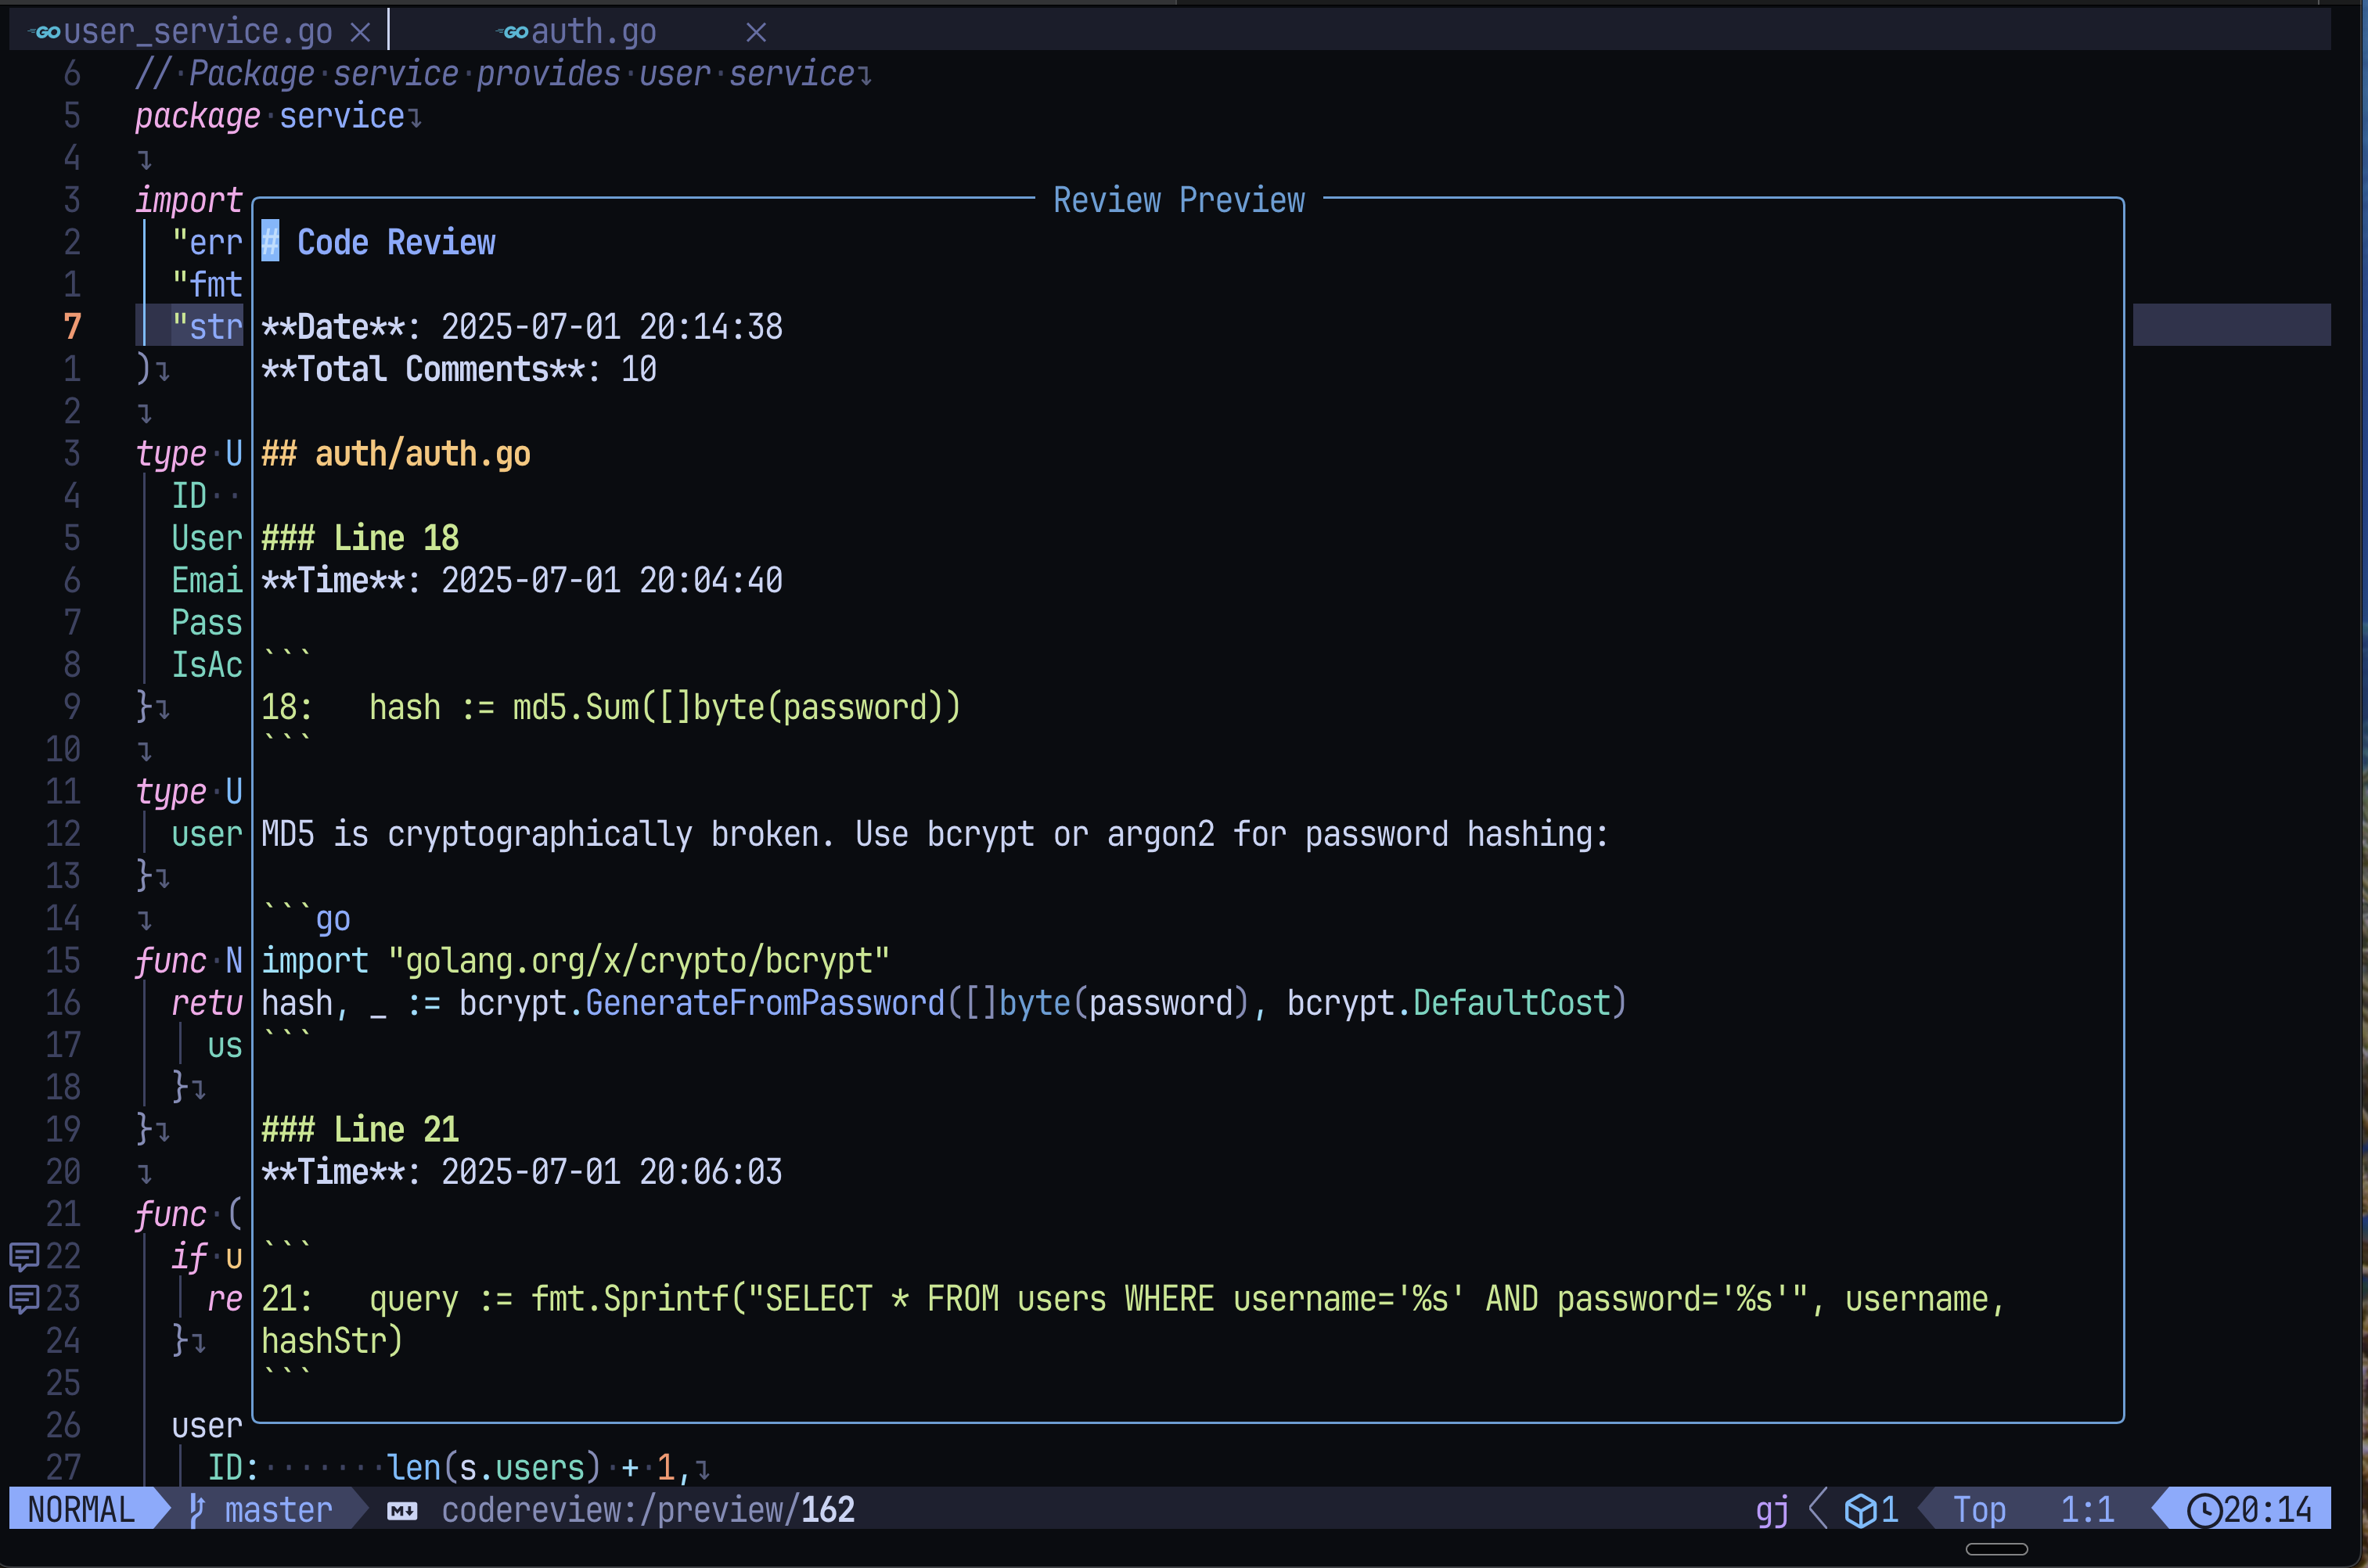 user_service.go
auth.go
6 // Package service provides user service
5 package service
4
3 import
2 "err
1 "fmt
7 "str
1 )
2
3 type U
4 ID
5 User
6 Emai
7 Pass
8 IsAc
9 }
10
11 type U
12 user
13 }
14
15 func N
16 retu
17 us
18 }
19 }
20
21 func (
22 if u
23 re
24 }
25
26 user
27 ID: len(s.users) + 1,
Review Preview
# Code Review
**Date**: 2025-07-01 20:14:38
**Total Comments**: 10
## auth/auth.go
### Line 18
**Time**: 2025-07-01 20:04:40
```
18:   hash := md5.Sum([]byte(password))
```
MD5 is cryptographically broken. Use bcrypt or argon2 for password hashing:
```go
import "golang.org/x/crypto/bcrypt"
hash, _ := bcrypt.GenerateFromPassword([]byte(password), bcrypt.DefaultCost)
```
### Line 21
**Time**: 2025-07-01 20:06:03
```
21:   query := fmt.Sprintf("SELECT * FROM users WHERE username='%s' AND password='%s'", username,
hashStr)
```
NORMAL master codereview:/preview/162 gj 1 Top 1:1 20:14